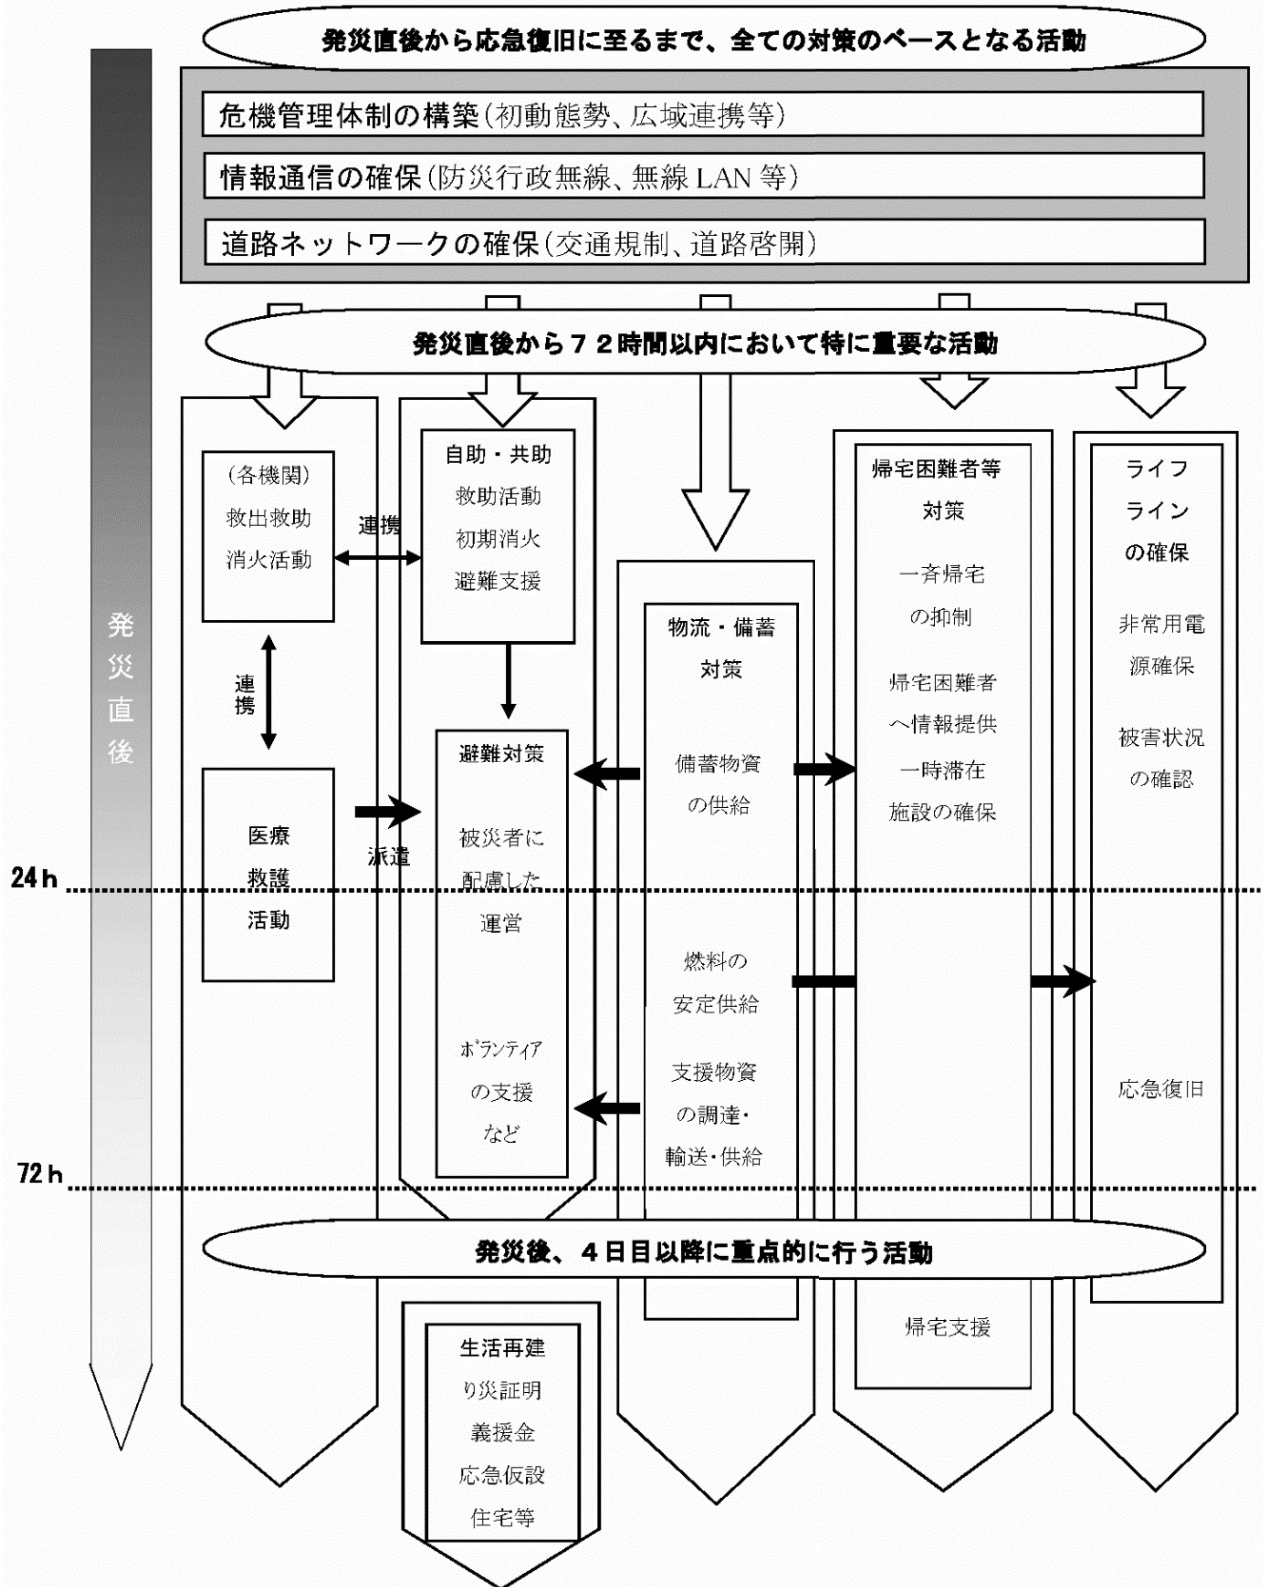 発災直後から応急復旧に至るまで、全ての対策のベースとなる活動
危機管理体制の構築(初動態勢、広域連携等)
情報通信の確保(防災行政無線、無線 LAN 等)
道路ネットワークの確保(交通規制、道路啓開)
発災直後から７２時間以内において特に重要な活動
発災直後
(各機関)
救出救助
消火活動
連携
連携
医療
救護
活動
派遣
自助・共助
救助活動
初期消火
避難支援
避難対策
被災者に
配慮した
運営
ﾎﾞﾗﾝﾃｨｱ
の支援
など
物流・備蓄
対策
備蓄物資
の供給
燃料の
安定供給
支援物資
の調達・
輸送・供給
帰宅困難者等
対策
一斉帰宅
の抑制
帰宅困難者
へ情報提供
一時滞在
施設の確保
ライフ
ライン
の確保
非常用電
源確保
被害状況
の確認
応急復旧
24ｈ
72ｈ
発災後、４日目以降に重点的に行う活動
生活再建
り災証明
義援金
応急仮設
住宅等
帰宅支援